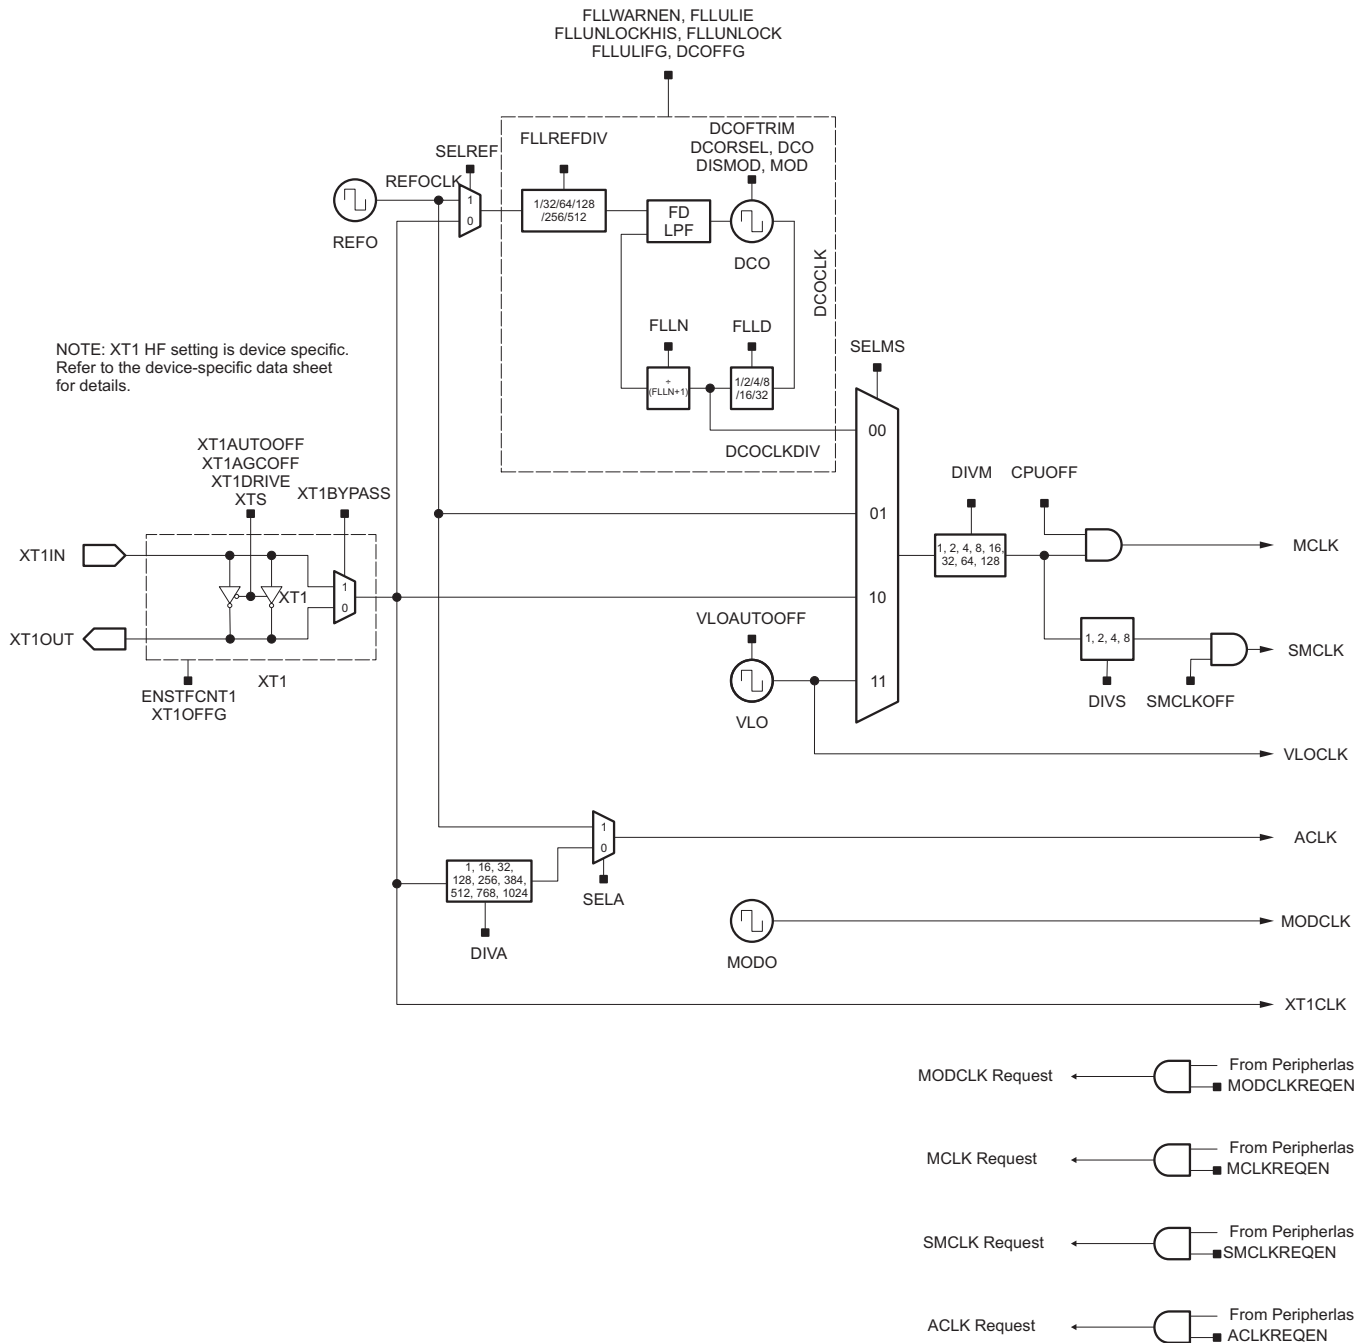 FLLWARNEN, FLLULIE
FLLUNLOCKHIS, FLLUNLOCK
FLLULIFG, DCOFFG
FLLREFDIV
DCOFTRIM
DCORSEL, DCO
DISMOD, MOD
SELREF
REFOCLK
1
0
1/32/64/128
/256/512
FD
LPF
REFO
DCO
DCOCLK
FLLN
FLLD
÷
(FLLN+1)
1/2/4/8
/16/32
SELMS
NOTE: XT1 HF setting is device specific.
Refer to the device-specific data sheet
for details.
00
DCOCLKDIV
XT1AUTOOFF
XT1AGCOFF
XT1DRIVE
XTS
XT1BYPASS
DIVM
CPUOFF
01
XT1IN
1, 2, 4, 8, 16,
32, 64, 128
MCLK
XT1
1
0
10
VLOAUTOOFF
XT1OUT
1, 2, 4, 8
SMCLK
XT1
11
ENSTFCNT1
XT1OFFG
VLO
DIVS
SMCLKOFF
VLOCLK
1
0
ACLK
1, 16, 32,
128, 256, 384,
512, 768, 1024
SELA
DIVA
MODO
MODCLK
XT1CLK
MODCLK Request
From Peripherlas
MODCLKREQEN
MCLK Request
From Peripherlas
MCLKREQEN
SMCLK Request
From Peripherlas
SMCLKREQEN
ACLK Request
From Peripherlas
ACLKREQEN